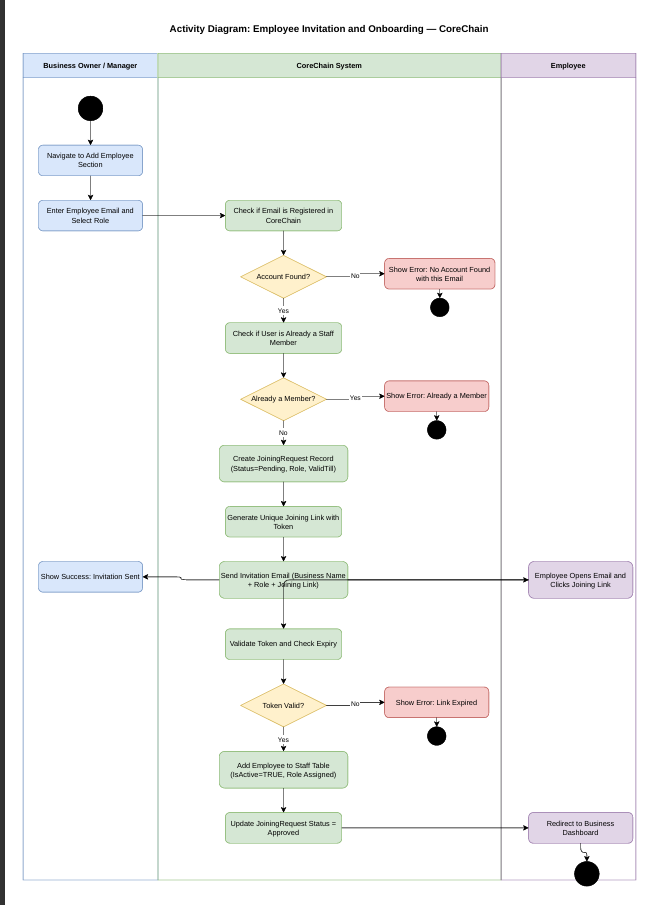 Activity Diagram: Employee Invitation and Onboarding — CoreChain
Business Owner / Manager
CoreChain System
Employee
Navigate to Add Employee
Section
Enter Employee Email and
Select Role
Check if Email is Registered in
CoreChain
Account Found?
No
Show Error: No Account Found
with this Email
Yes
Check if User is Already a Staff
Member
Already a Member?
Yes
Show Error: Already a Member
No
Create JoiningRequest Record
(Status=Pending, Role, ValidTill)
Generate Unique Joining Link with
Token
Show Success: Invitation Sent
Send Invitation Email (Business Name
+ Role + Joining Link)
Employee Opens Email and
Clicks Joining Link
Validate Token and Check Expiry
Token Valid?
No
Show Error: Link Expired
Yes
Add Employee to Staff Table
(IsActive=TRUE, Role Assigned)
Update JoiningRequest Status =
Approved
Redirect to Business
Dashboard